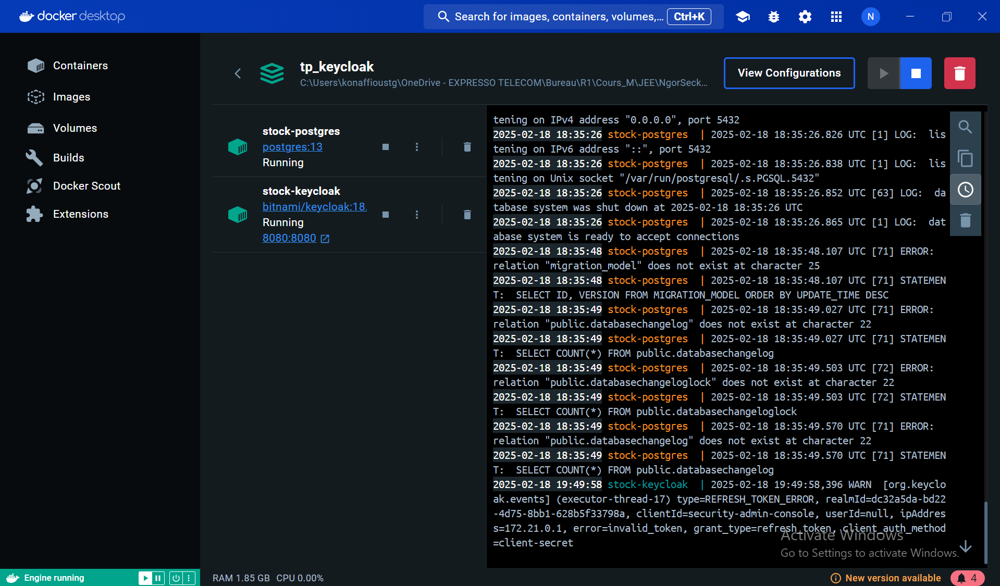 docker desktop
Search for images, containers, volumes,... Ctrl+K
N
Containers
Images
Volumes
Builds
Docker Scout
Extensions
tp_keycloak
C:\Users\konaffioustg\OneDrive - EXPRESSO TELECOM\Bureau\R1\Cours_M\JEE\NgorSeck...
View Configurations
stock-postgres
postgres:13
Running
stock-keycloak
bitnami/keycloak:18.
Running
8080:8080
tening on IPv4 address "0.0.0.0", port 5432
2025-02-18 18:35:26 stock-postgres | 2025-02-18 18:35:26.826 UTC [1] LOG: lis
tening on IPv6 address "::", port 5432
2025-02-18 18:35:26 stock-postgres | 2025-02-18 18:35:26.838 UTC [1] LOG: lis
tening on Unix socket "/var/run/postgresql/.s.PGSQL.5432"
2025-02-18 18:35:26 stock-postgres | 2025-02-18 18:35:26.852 UTC [63] LOG: da
tabase system was shut down at 2025-02-18 18:35:26 UTC
2025-02-18 18:35:26 stock-postgres | 2025-02-18 18:35:26.865 UTC [1] LOG: dat
abase system is ready to accept connections
2025-02-18 18:35:48 stock-postgres | 2025-02-18 18:35:48.107 UTC [71] ERROR:
relation "migration_model" does not exist at character 25
2025-02-18 18:35:48 stock-postgres | 2025-02-18 18:35:48.107 UTC [71] STATEMEN
T: SELECT ID, VERSION FROM MIGRATION_MODEL ORDER BY UPDATE_TIME DESC
2025-02-18 18:35:49 stock-postgres | 2025-02-18 18:35:49.027 UTC [71] ERROR:
relation "public.databasechangelog" does not exist at character 22
2025-02-18 18:35:49 stock-postgres | 2025-02-18 18:35:49.027 UTC [71] STATEMEN
T: SELECT COUNT(*) FROM public.databasechangelog
2025-02-18 18:35:49 stock-postgres | 2025-02-18 18:35:49.503 UTC [72] ERROR:
relation "public.databasechangeloglock" does not exist at character 22
2025-02-18 18:35:49 stock-postgres | 2025-02-18 18:35:49.503 UTC [72] STATEMEN
T: SELECT COUNT(*) FROM public.databasechangeloglock
2025-02-18 18:35:49 stock-postgres | 2025-02-18 18:35:49.570 UTC [71] ERROR:
relation "public.databasechangelog" does not exist at character 22
2025-02-18 18:35:49 stock-postgres | 2025-02-18 18:35:49.570 UTC [71] STATEMEN
T: SELECT COUNT(*) FROM public.databasechangelog
2025-02-18 19:49:58 stock-keycloak | 2025-02-18 19:49:58,396 WARN [org.keyclo
ak.events] (executor-thread-17) type=REFRESH_TOKEN_ERROR, realmId=dc32a5da-bd22
-4d75-8bb1-628b5f33798a, clientId=security-admin-console, userId=null, ipAddres
s=172.21.0.1, error=invalid_token, grant_type=refresh_token, client_auth_method
=client-secret
Activate Windows
Go to Settings to activate Windows.
Engine running
RAM 1.85 GB CPU 0.00%
New version available
4